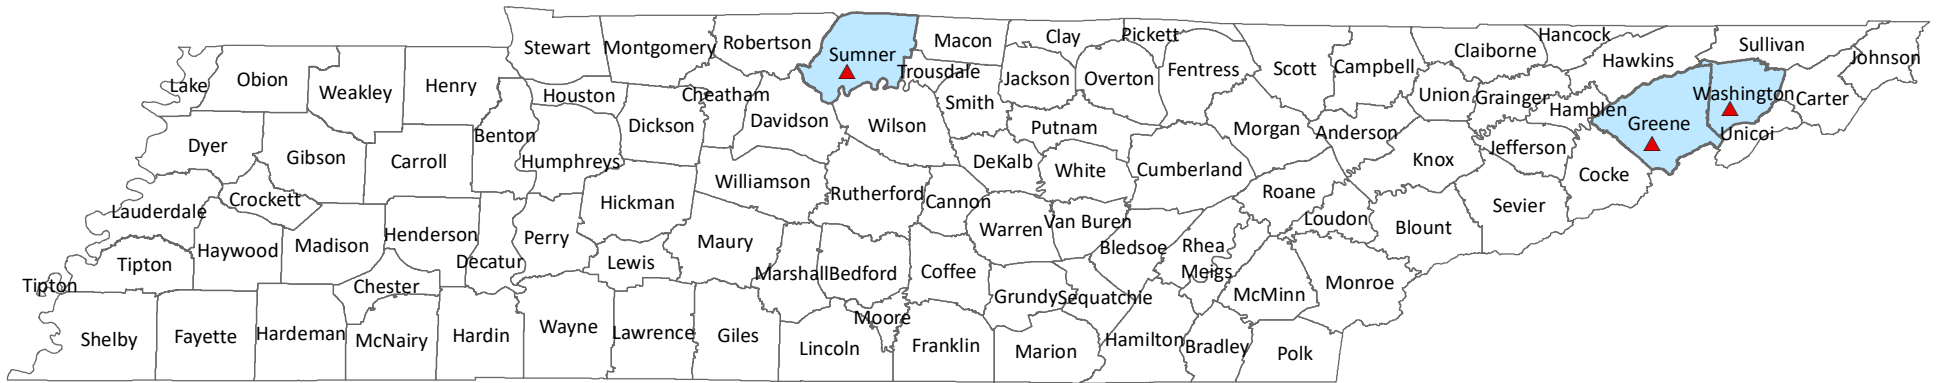 Stewart
Montgomery
Robertson
Sumner
Macon
Clay
Pickett
Hancock
Sullivan
Johnson
Lake
Obion
Weakley
Henry
Houston
Cheatham
Trousdale
Jackson
Overton
Fentress
Scott
Campbell
Claiborne
Hawkins
Washington
Carter
Benton
Dickson
Davidson
Wilson
Smith
Putnam
Morgan
Anderson
Union
Grainger
Hamblen
Greene
Unicoi
Dyer
Gibson
Carroll
Humphreys
Williamson
Rutherford
DeKalb
White
Cumberland
Roane
Knox
Jefferson
Cocke
Lauderdale
Crockett
Hickman
Cannon
Warren
Van Buren
Loudon
Blount
Sevier
Haywood
Madison
Henderson
Decatur
Perry
Lewis
Maury
Marshall
Bedford
Coffee
Bledsoe
Rhea
Meigs
Tipton
Tipton
Chester
Grundy
Sequatchie
McMinn
Monroe
Shelby
Fayette
Hardeman
McNairy
Hardin
Wayne
Lawrence
Giles
Moore
Lincoln
Franklin
Marion
Hamilton
Bradley
Polk